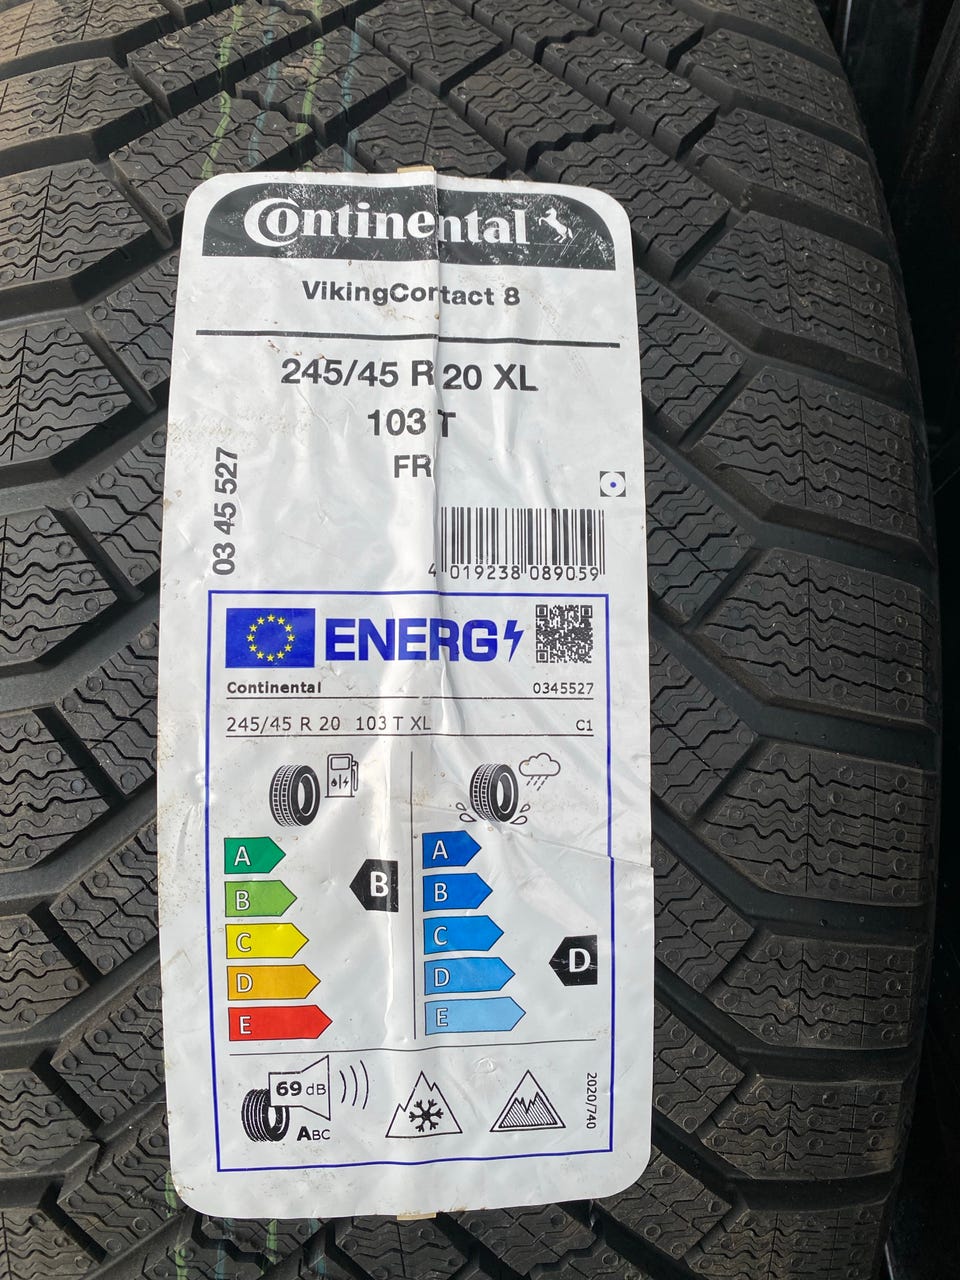 Continental
VikingContact 8
245/45 R 20 XL
103 T
FR
03 45 527
4 019238 089059
ENERG
Continental 0345527
245/45 R 20 103 T XL C1
A
B
C
D
E
B
A
B
C
D
E
D
69 dB
ABC
2020/740